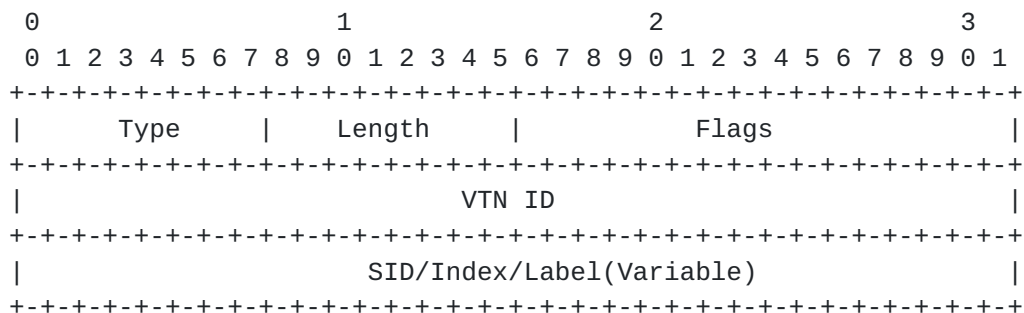 0                   1                   2                   3
 0 1 2 3 4 5 6 7 8 9 0 1 2 3 4 5 6 7 8 9 0 1 2 3 4 5 6 7 8 9 0 1
+-+-+-+-+-+-+-+-+-+-+-+-+-+-+-+-+-+-+-+-+-+-+-+-+-+-+-+-+-+-+-+-+
|      Type     |    Length     |            Flags              |
+-+-+-+-+-+-+-+-+-+-+-+-+-+-+-+-+-+-+-+-+-+-+-+-+-+-+-+-+-+-+-+-+
|                            VTN ID                             |
+-+-+-+-+-+-+-+-+-+-+-+-+-+-+-+-+-+-+-+-+-+-+-+-+-+-+-+-+-+-+-+-+
|                      SID/Index/Label(Variable)                |
+-+-+-+-+-+-+-+-+-+-+-+-+-+-+-+-+-+-+-+-+-+-+-+-+-+-+-+-+-+-+-+-+